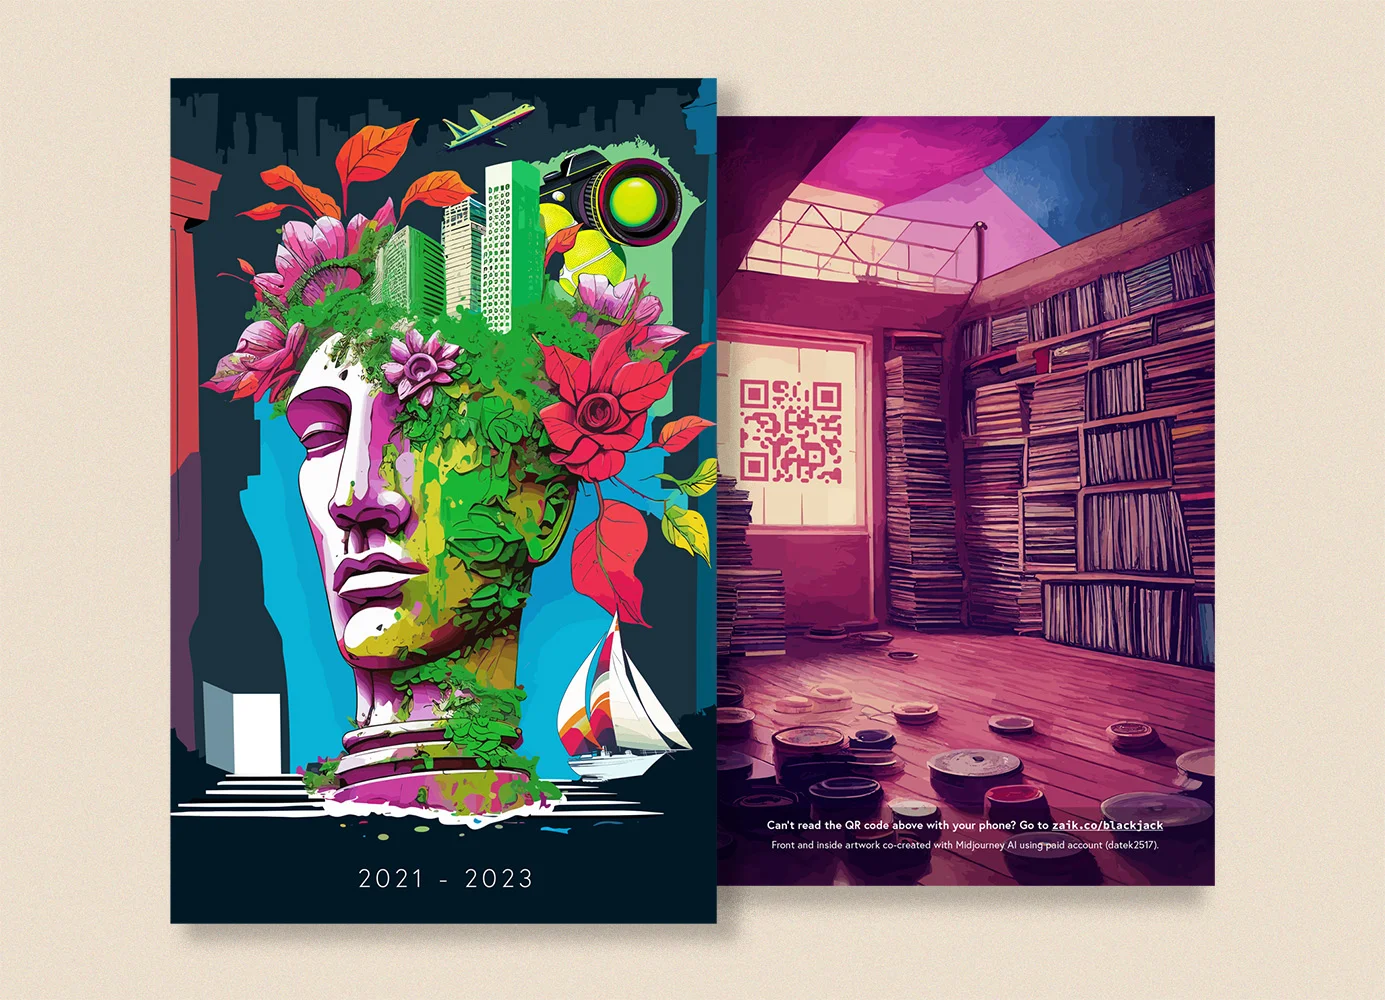 2021 - 2023
Can't read the QR code above with your phone? Go to zaik.co/blackjack
Front and inside artwork co-created with Midjourney AI using paid account (datek2517).